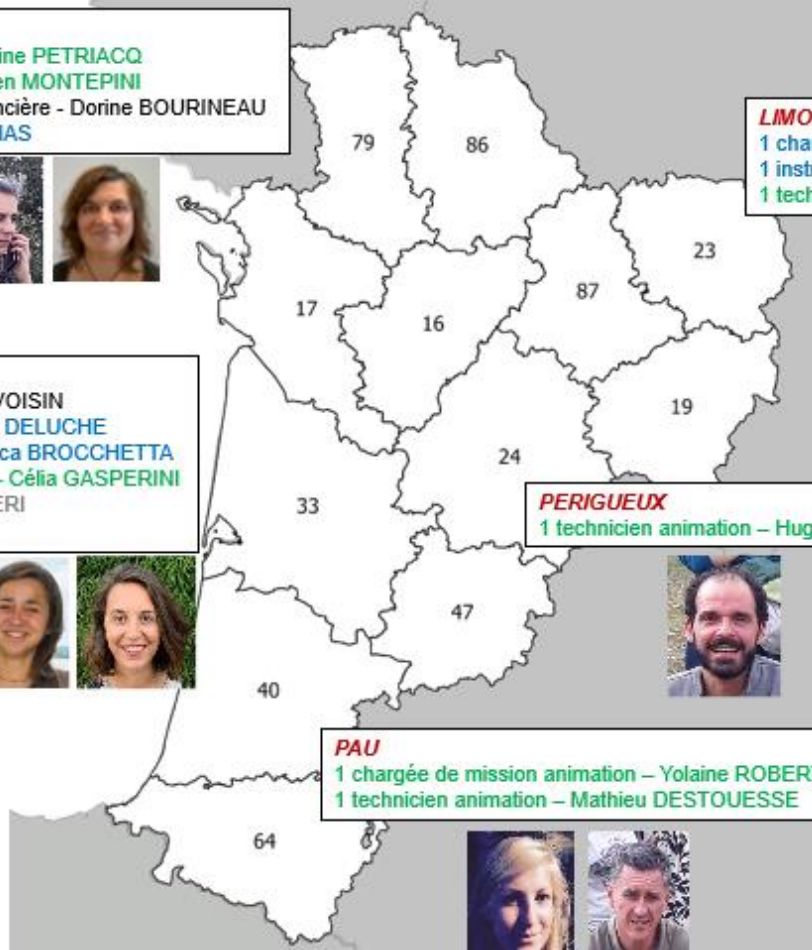 ine PETRIACQ
en MONTEPINI
ncière - Dorine BOURINEAU
IAS
79
86
LIMO
1 cha
1 inst
1 tech
23
87
17
16
VOISIN
DELUCHE
ca BROCCHETTA
- Célia GASPERINI
ERI
19
24
33
PERIGUEUX
1 technicien animation – Hug
47
40
PAU
1 chargée de mission animation – Yolaine ROBERT
1 technicien animation – Mathieu DESTOUESSE
64